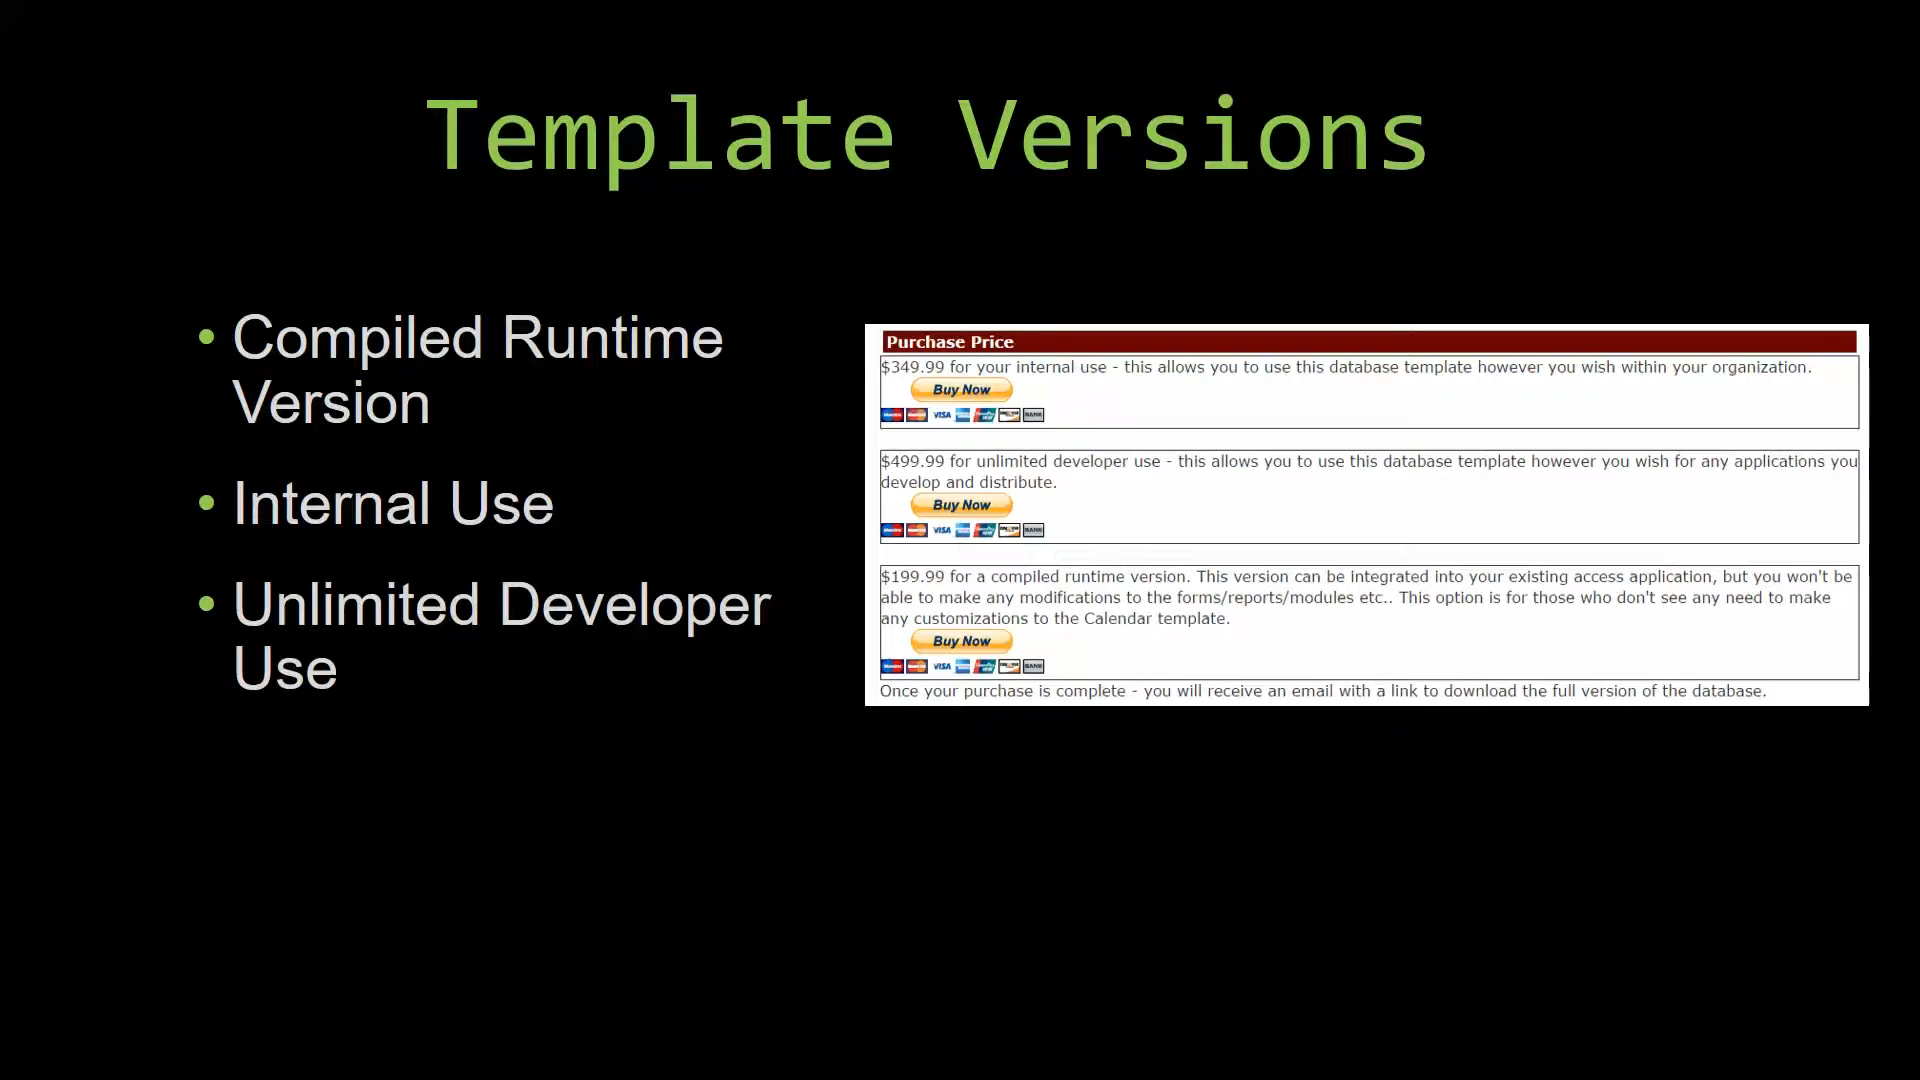 Template Versions
• Compiled Runtime
Version
• Internal Use
• Unlimited Developer
Use
Purchase Price
$349.99 for your internal use - this allows you to use this database template however you wish within your organization.
Buy Now
VISA BANK
$499.99 for unlimited developer use - this allows you to use this database template however you wish for any applications you
develop and distribute.
Buy Now
VISA BANK
$199.99 for a compiled runtime version. This version can be integrated into your existing access application, but you won't be
able to make any modifications to the forms/reports/modules etc.. This option is for those who don't see any need to make
any customizations to the Calendar template.
Buy Now
VISA BANK
Once your purchase is complete - you will receive an email with a link to download the full version of the database.